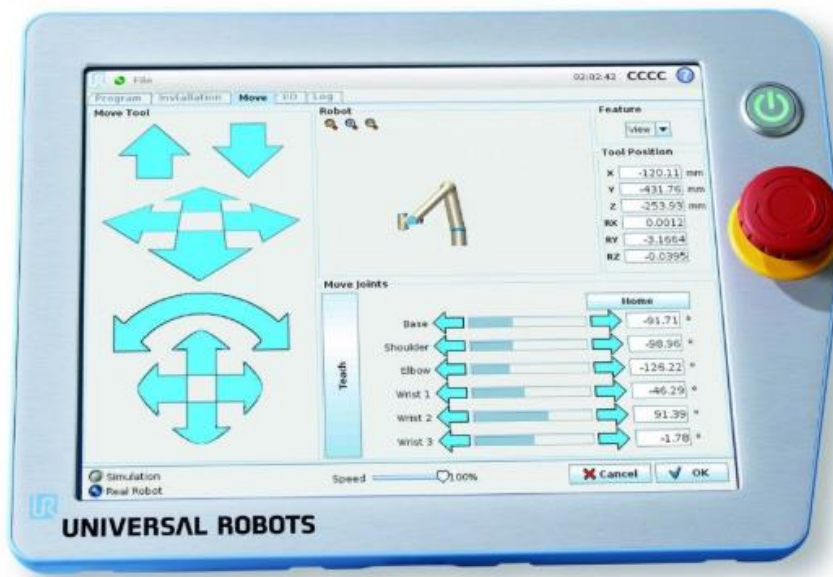 File
02:02:42 CCCC ?
Program Installation Move I/O Log
Move Tool
Robot
Feature
View
Tool Position
X -120.11 mm
Y -431.76 mm
Z -253.93 mm
RX 0.0012
RY -3.1664
RZ -0.0395
Move Joints
Home
Teach
Base -91.71 °
Shoulder -98.96 °
Elbow -126.22 °
Wrist 1 -46.29 °
Wrist 2 91.39 °
Wrist 3 -1.78 °
Simulation
Real Robot
Speed 100%
Cancel OK
UR
UNIVERSAL ROBOTS